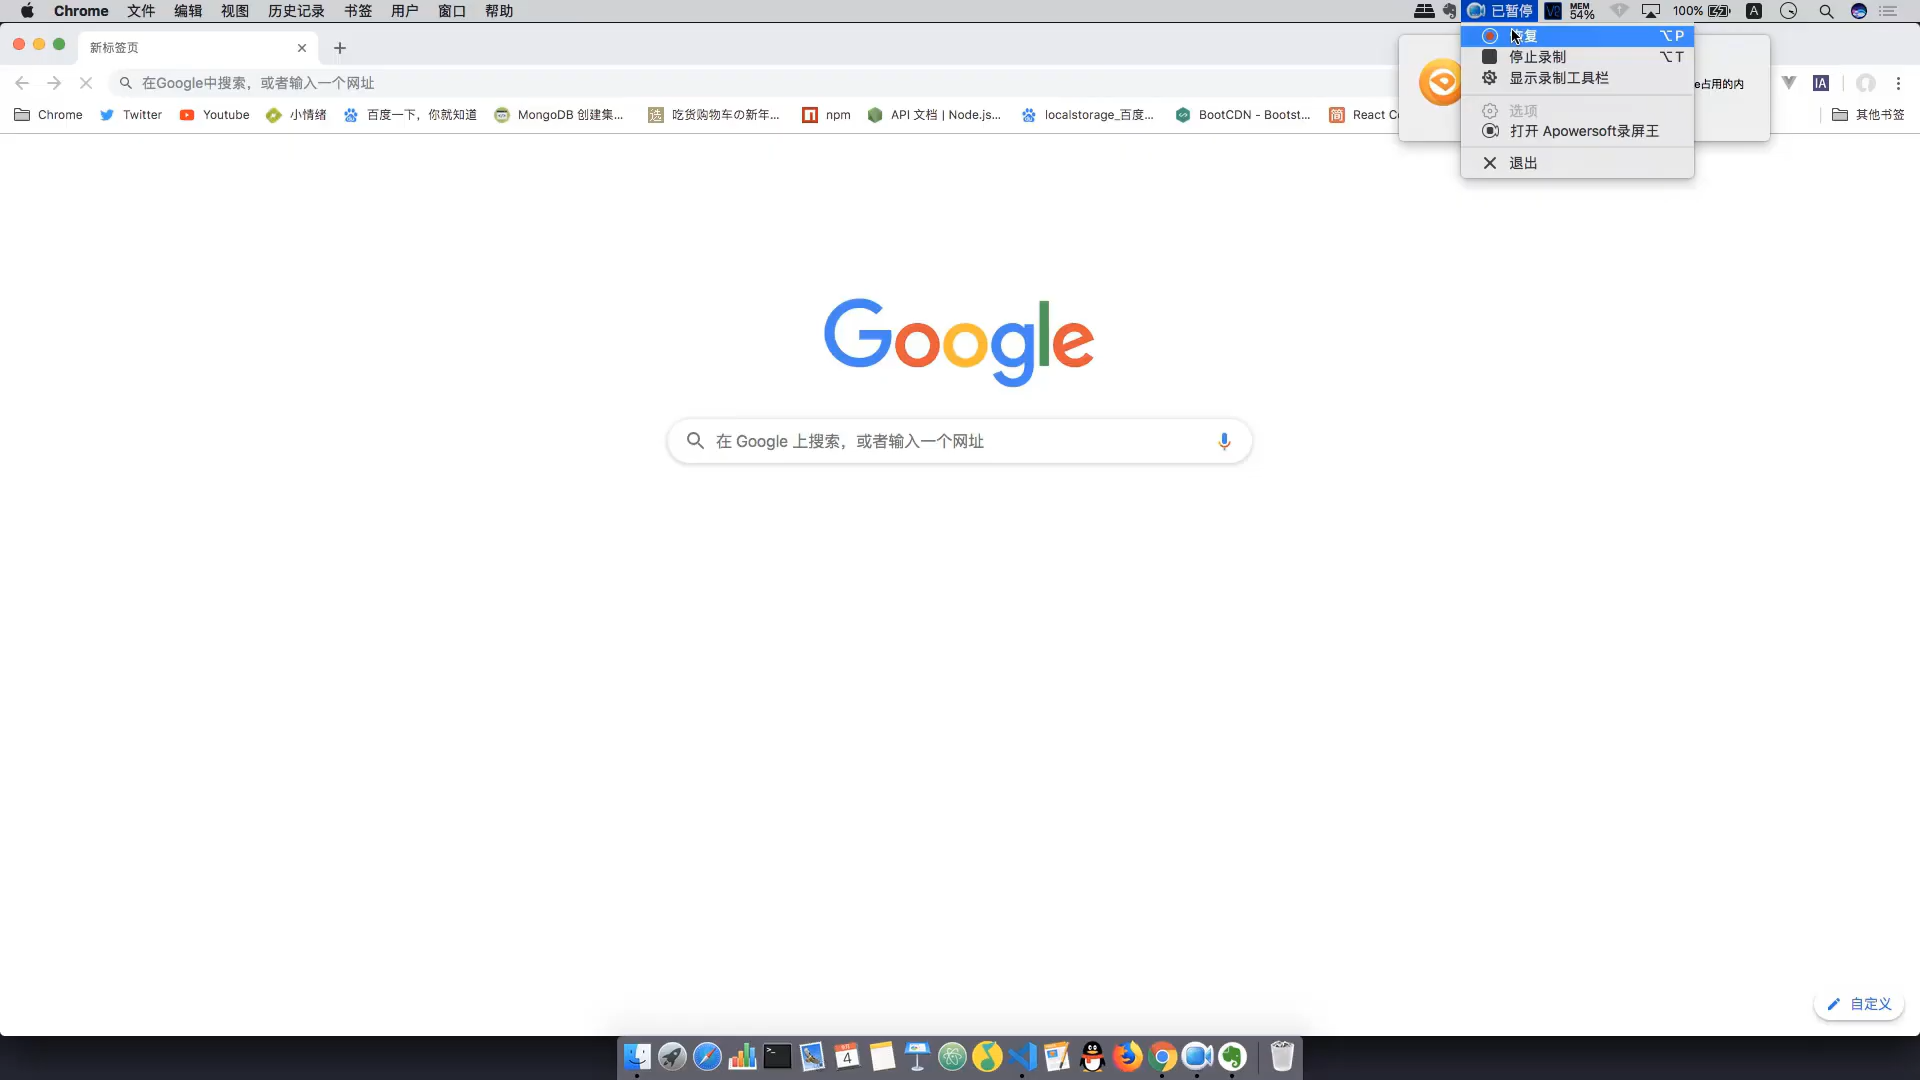 Chrome 文件 编辑 视图 历史记录 书签 用户 窗口 帮助
已暂停 MEM 54% 100% A
新标签页
在Google中搜索，或者输入一个网址
Chrome Twitter Youtube 小情绪 百度一下，你就知道 MongoDB 创建集... 吃货购物车の新年... npm API 文档 | Node.js... localstorage_百度... BootCDN - Bootst... React Co
其他书签
e占用的内
IA
复 ⌥P
停止录制 ⌥T
显示录制工具栏
选项
打开 Apowersoft录屏王
退出
Google
在 Google 上搜索，或者输入一个网址
自定义
4